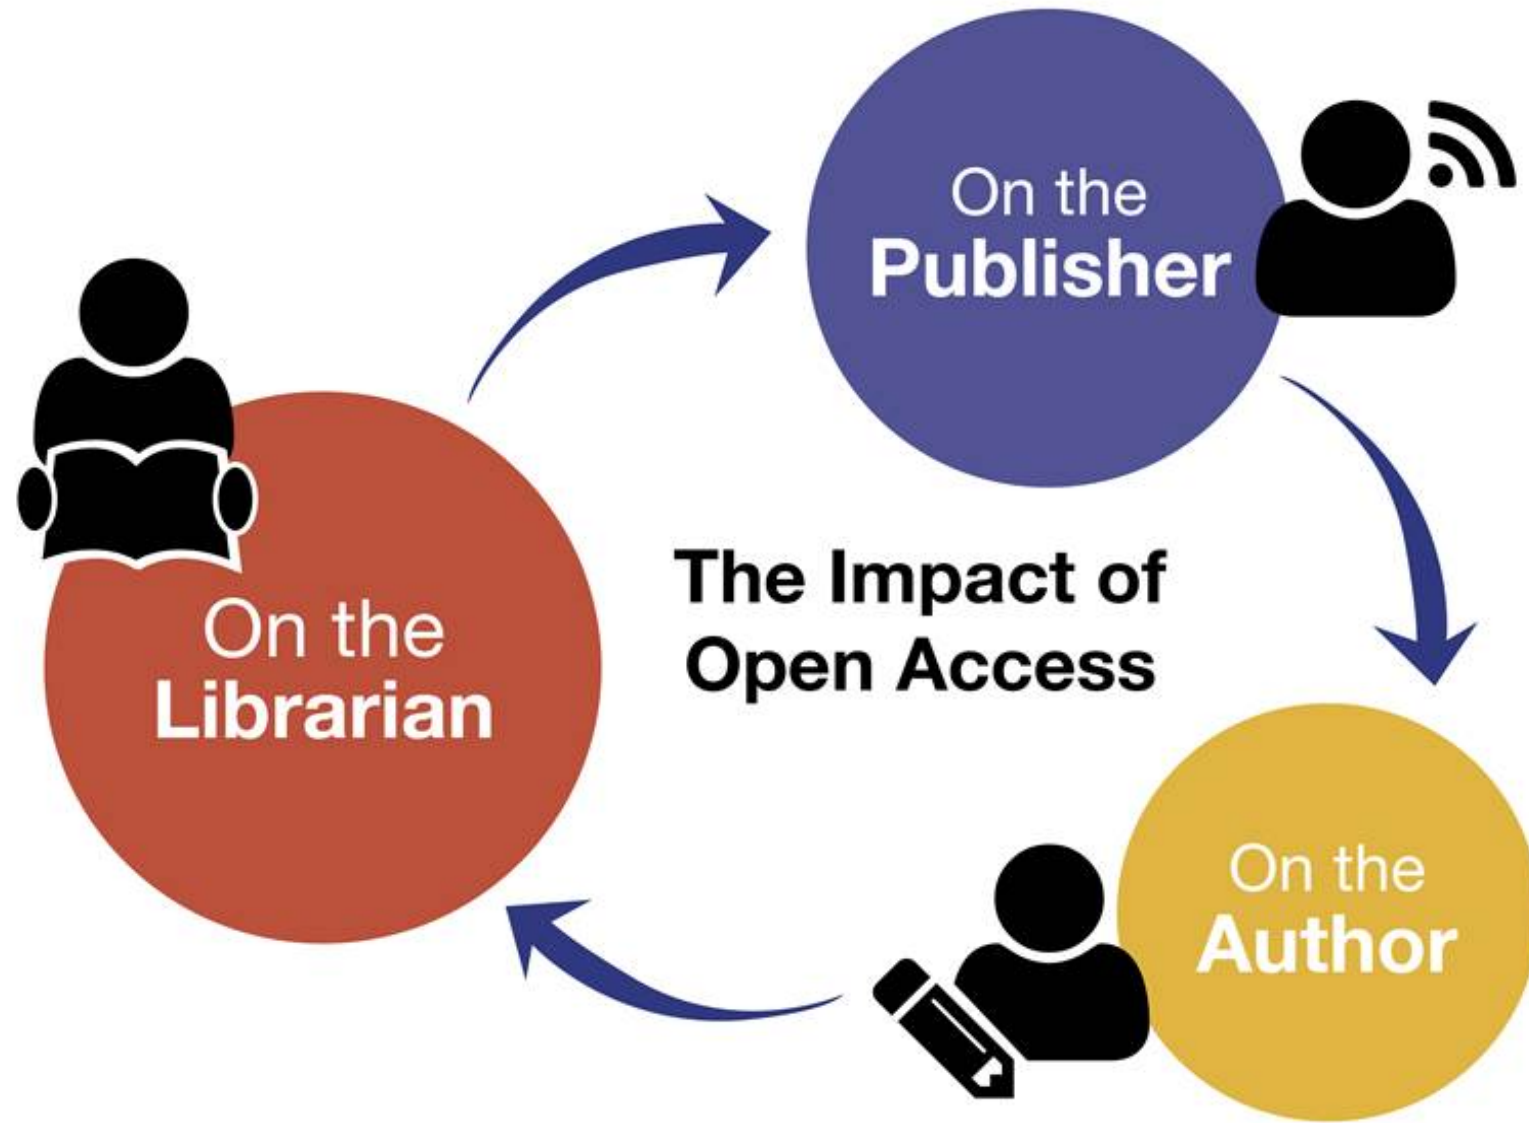 On the
Publisher
The Impact of
Open Access
On the
Librarian
On the
Author